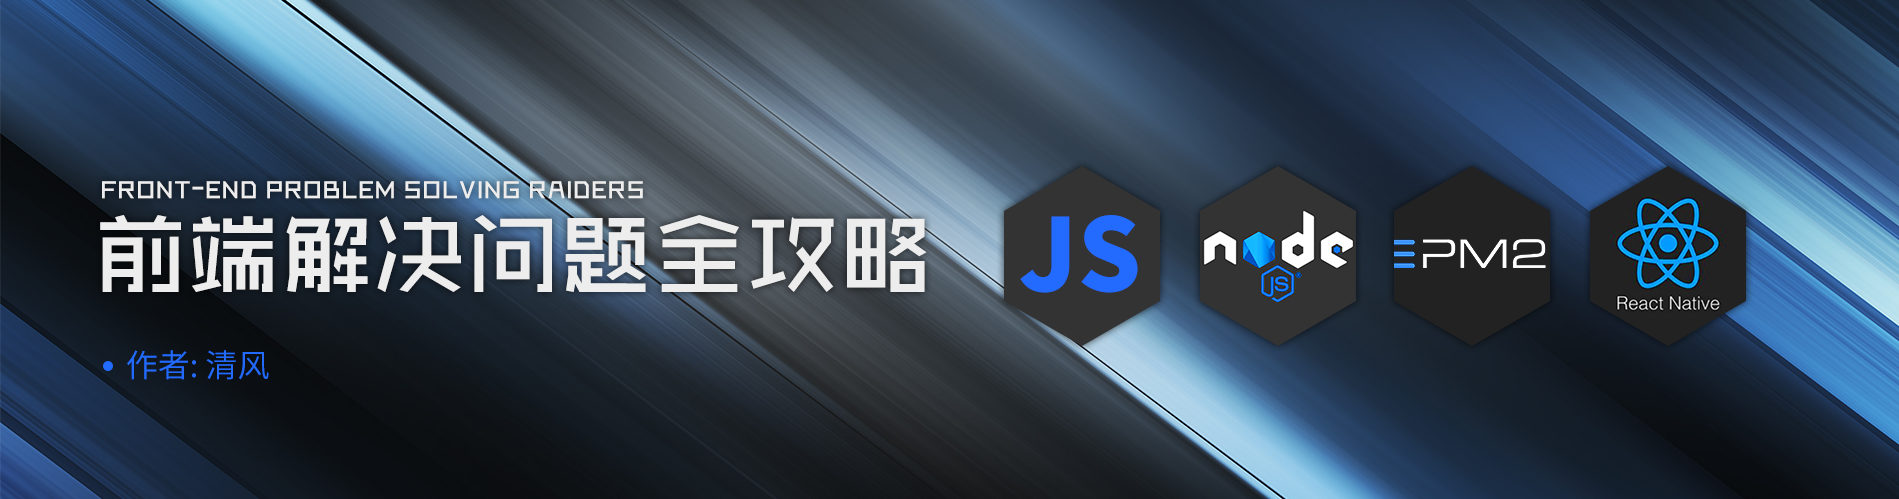 FRONT-END PROBLEM SOLVING RAIDERS
前端解决问题全攻略
• 作者: 清风
JS
node
JS
PM2
React Native